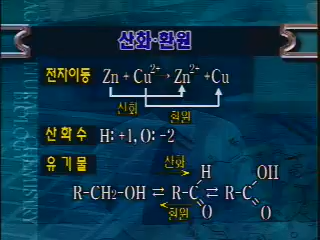 산화·환원
전자이동 Zn + Cu²⁺ → Zn²⁺ + Cu
산화
환원
산화수 H: +1, O: -2
유기물 산화
H OH
R-CH₂-OH ⇄ R-C ⇄ R-C
환원 O O